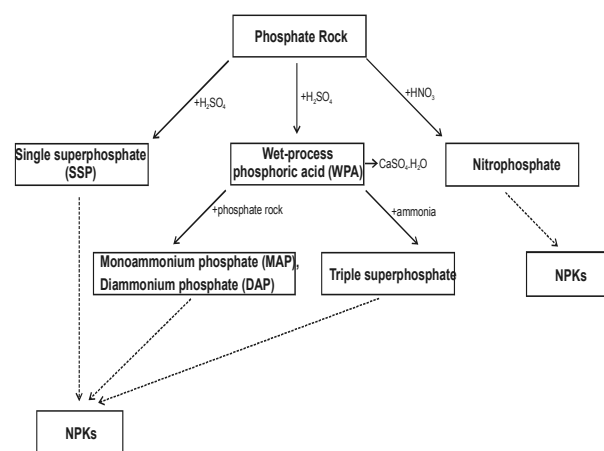 Phosphate Rock
+H₂SO₄
+H₂SO₄
+HNO₃
Single superphosphate
(SSP)
Wet-process
phosphoric acid (WPA)
CaSO₄.H₂O
Nitrophosphate
+phosphate rock
+ammonia
Monoammonium phosphate (MAP),
Diammonium phosphate (DAP)
Triple superphosphate
NPKs
NPKs